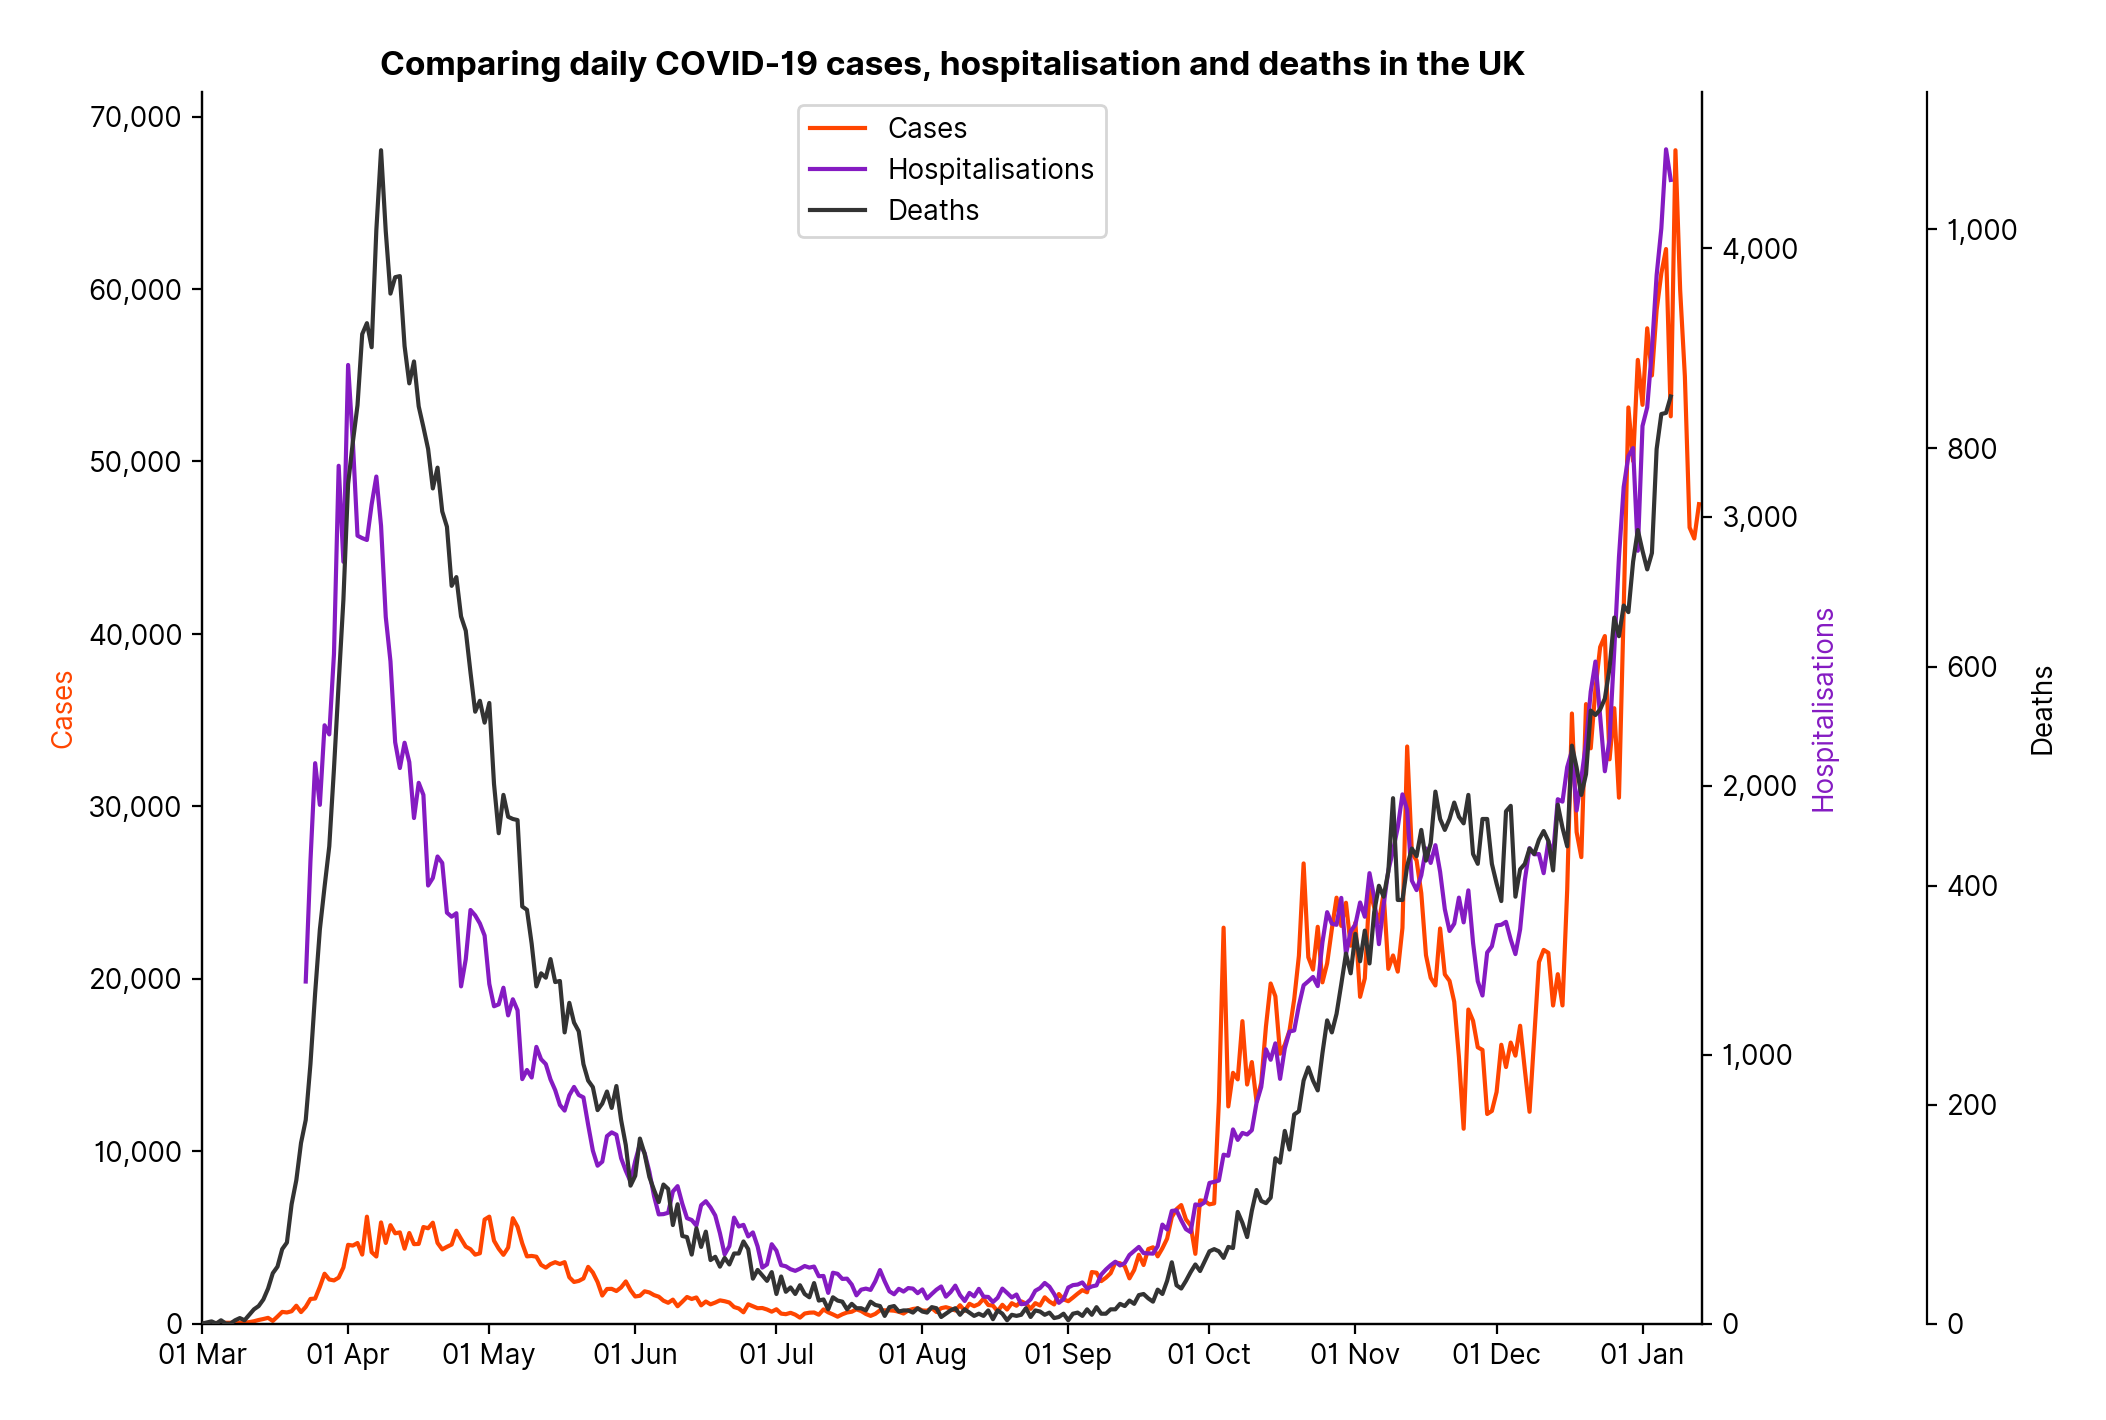 Comparing daily COVID-19 cases, hospitalisation and deaths in the UK
Cases
Hospitalisations
Deaths
70,000
60,000
50,000
40,000
30,000
20,000
10,000
0
Cases
4,000
3,000
2,000
1,000
0
Hospitalisations
1,000
800
600
400
200
0
Deaths
01 Mar 01 Apr 01 May 01 Jun 01 Jul 01 Aug 01 Sep 01 Oct 01 Nov 01 Dec 01 Jan